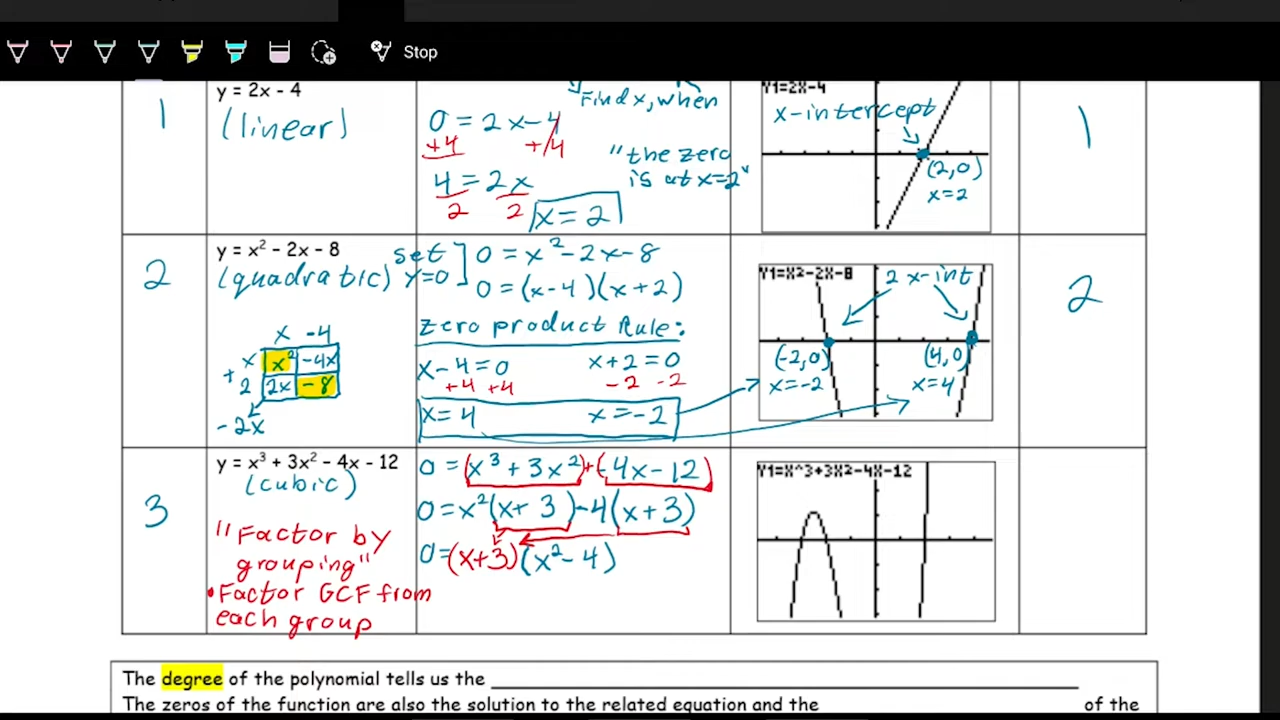 Stop
1
y = 2x - 4
(linear)
Find x, when
0 = 2x - 4
+4 +4
4 = 2x
2 2
x = 2
"the zero
is at x=2"
Y1=2X-4
x-intercept
(2,0)
x=2
1
2
y = x² - 2x - 8
(quadratic)
set
y=0
x -4
x x² -4x
+
2 2x -8
-2x
0 = x² - 2x - 8
0 = (x-4)(x+2)
Zero product Rule:
x - 4 = 0 x + 2 = 0
+4 +4 -2 -2
x = 4 x = -2
Y1=X²-2X-8
2 x-int
(-2,0) (4,0)
x=-2 x=4
2
3
y = x³ + 3x² - 4x - 12
(cubic)
"Factor by
grouping"
•Factor GCF from
each group
0 = (x³ + 3x²)+(-4x-12)
0 = x²(x+3)-4(x+3)
0=(x+3)(x²-4)
Y1=X^3+3X²-4X-12
The degree of the polynomial tells us the ____________
The zeros of the function are also the solution to the related equation and the ____________ of the